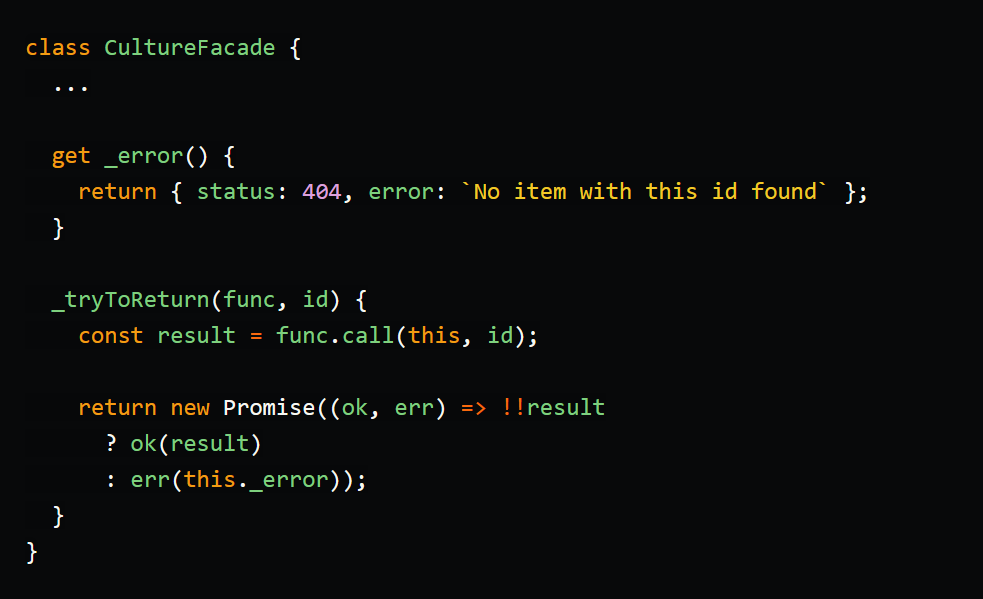 class CultureFacade {
  ...

  get _error() {
    return { status: 404, error: `No item with this id found` };
  }

  _tryToReturn(func, id) {
    const result = func.call(this, id);

    return new Promise((ok, err) => !!result
      ? ok(result)
      : err(this._error));
  }
}